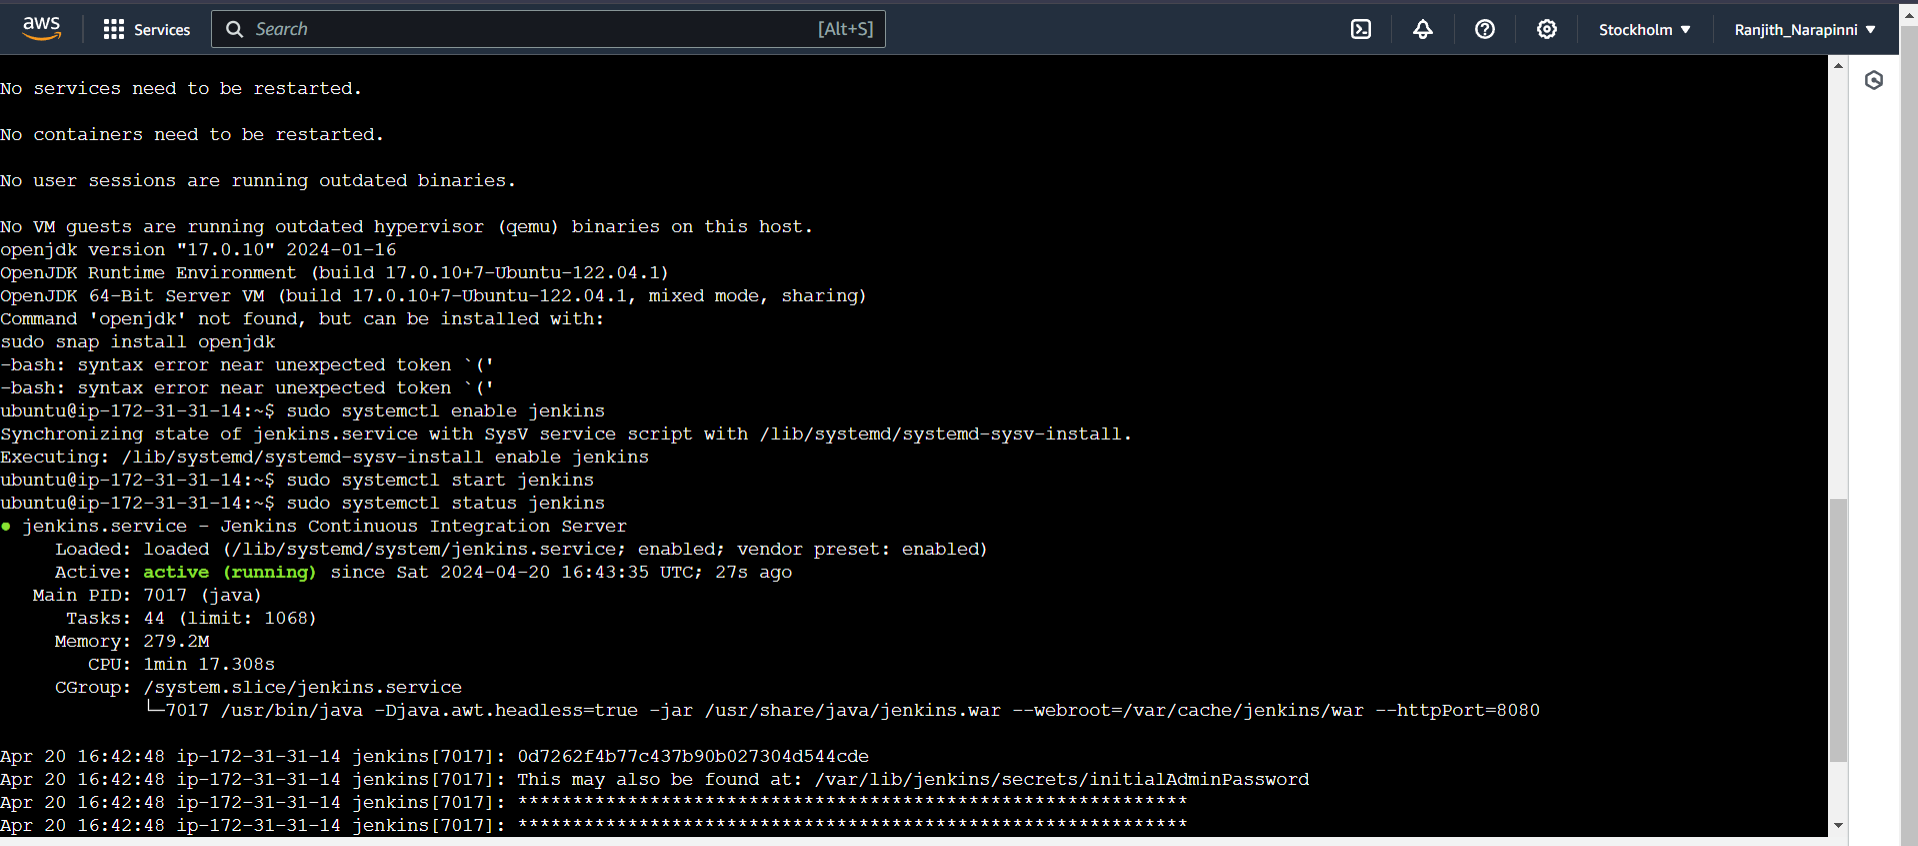 aws Services Search [Alt+S] Stockholm ▼ Ranjith_Narapinni ▼
No services need to be restarted.
No containers need to be restarted.
No user sessions are running outdated binaries.
No VM guests are running outdated hypervisor (qemu) binaries on this host.
openjdk version "17.0.10" 2024-01-16
OpenJDK Runtime Environment (build 17.0.10+7-Ubuntu-122.04.1)
OpenJDK 64-Bit Server VM (build 17.0.10+7-Ubuntu-122.04.1, mixed mode, sharing)
Command 'openjdk' not found, but can be installed with:
sudo snap install openjdk
-bash: syntax error near unexpected token `('
-bash: syntax error near unexpected token `('
ubuntu@ip-172-31-31-14:~$ sudo systemctl enable jenkins
Synchronizing state of jenkins.service with SysV service script with /lib/systemd/systemd-sysv-install.
Executing: /lib/systemd/systemd-sysv-install enable jenkins
ubuntu@ip-172-31-31-14:~$ sudo systemctl start jenkins
ubuntu@ip-172-31-31-14:~$ sudo systemctl status jenkins
● jenkins.service - Jenkins Continuous Integration Server
Loaded: loaded (/lib/systemd/system/jenkins.service; enabled; vendor preset: enabled)
Active: active (running) since Sat 2024-04-20 16:43:35 UTC; 27s ago
Main PID: 7017 (java)
Tasks: 44 (limit: 1068)
Memory: 279.2M
CPU: 1min 17.308s
CGroup: /system.slice/jenkins.service
└─7017 /usr/bin/java -Djava.awt.headless=true -jar /usr/share/java/jenkins.war --webroot=/var/cache/jenkins/war --httpPort=8080
Apr 20 16:42:48 ip-172-31-31-14 jenkins[7017]: 0d7262f4b77c437b90b027304d544cde
Apr 20 16:42:48 ip-172-31-31-14 jenkins[7017]: This may also be found at: /var/lib/jenkins/secrets/initialAdminPassword
Apr 20 16:42:48 ip-172-31-31-14 jenkins[7017]: *************************************************************
Apr 20 16:42:48 ip-172-31-31-14 jenkins[7017]: *************************************************************